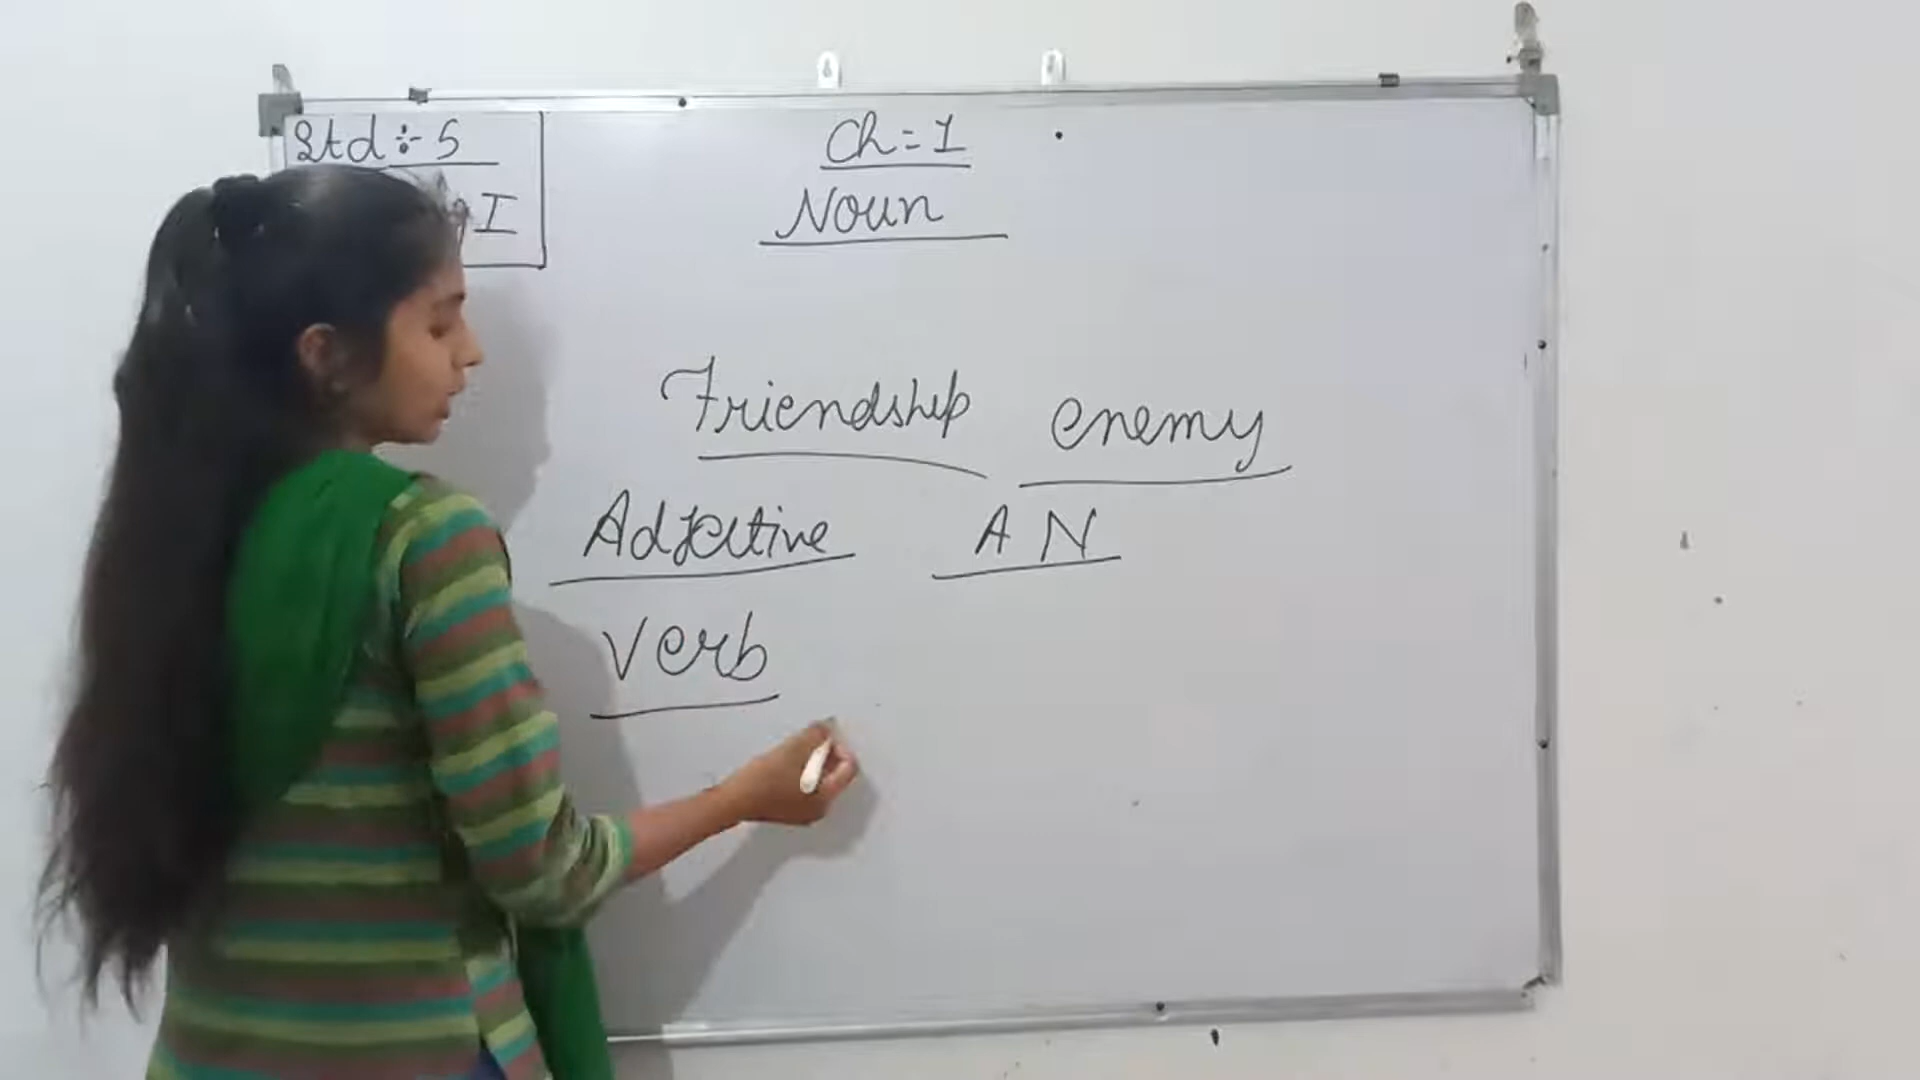 Std :- 5
I
Ch = 1
Noun
Friendship enemy
Adjective A N
Verb